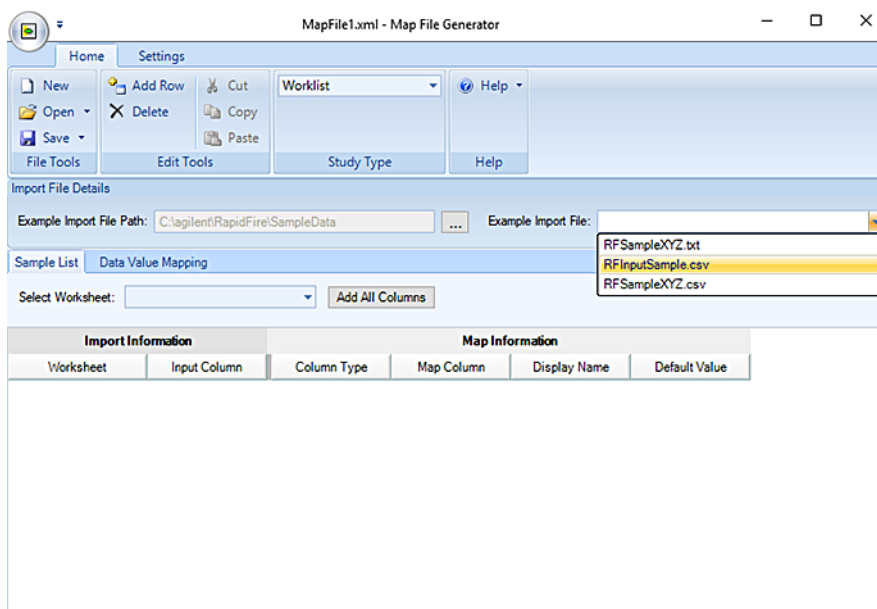 MapFile1.xml - Map File Generator
Home Settings
New Add Row Cut Worklist Help
Open Delete Copy
Save Paste
File Tools Edit Tools Study Type Help
Import File Details
Example Import File Path: C:\agilent\RapidFire\SampleData ... Example Import File:
RFSampleXYZ.txt
Sample List Data Value Mapping RFInputSample.csv
RFSampleXYZ.csv
Select Worksheet: Add All Columns
Import Information Map Information
Worksheet Input Column Column Type Map Column Display Name Default Value